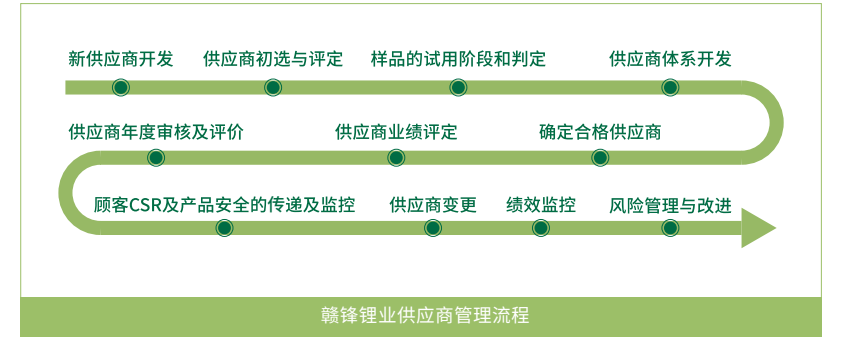 新供应商开发 供应商初选与评定 样品的试用阶段和判定 供应商体系开发
供应商年度审核及评价 供应商业绩评定 确定合格供应商
顾客CSR及产品安全的传递及监控 供应商变更 绩效监控 风险管理与改进
赣锋锂业供应商管理流程